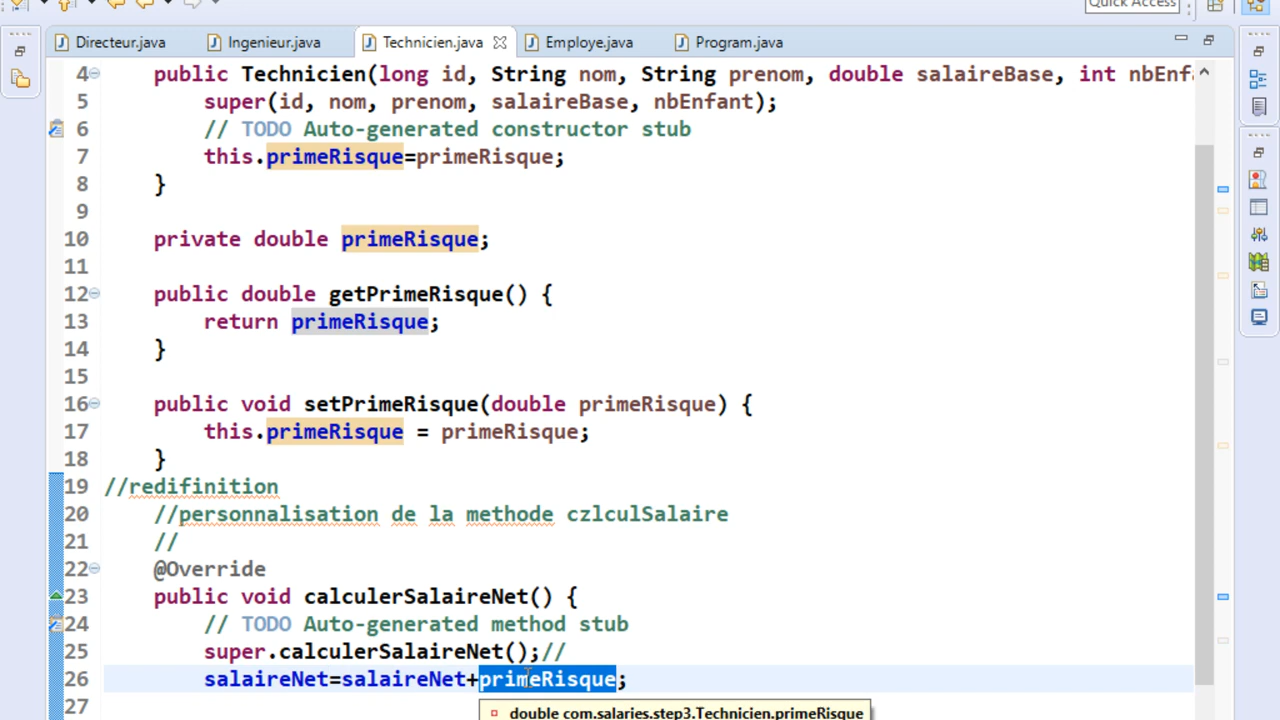 Quick Access
Directeur.java Ingenieur.java Technicien.java Employe.java Program.java
4 public Technicien(long id, String nom, String prenom, double salaireBase, int nbEnfa
5 super(id, nom, prenom, salaireBase, nbEnfant);
6 // TODO Auto-generated constructor stub
7 this.primeRisque=primeRisque;
8 }
9
10 private double primeRisque;
11
12 public double getPrimeRisque() {
13 return primeRisque;
14 }
15
16 public void setPrimeRisque(double primeRisque) {
17 this.primeRisque = primeRisque;
18 }
19 //redifinition
20 //personnalisation de la methode czlculSalaire
21 //
22 @Override
23 public void calculerSalaireNet() {
24 // TODO Auto-generated method stub
25 super.calculerSalaireNet();//
26 salaireNet=salaireNet+primeRisque;
27
double com.salaries.step3.Technicien.primeRisque